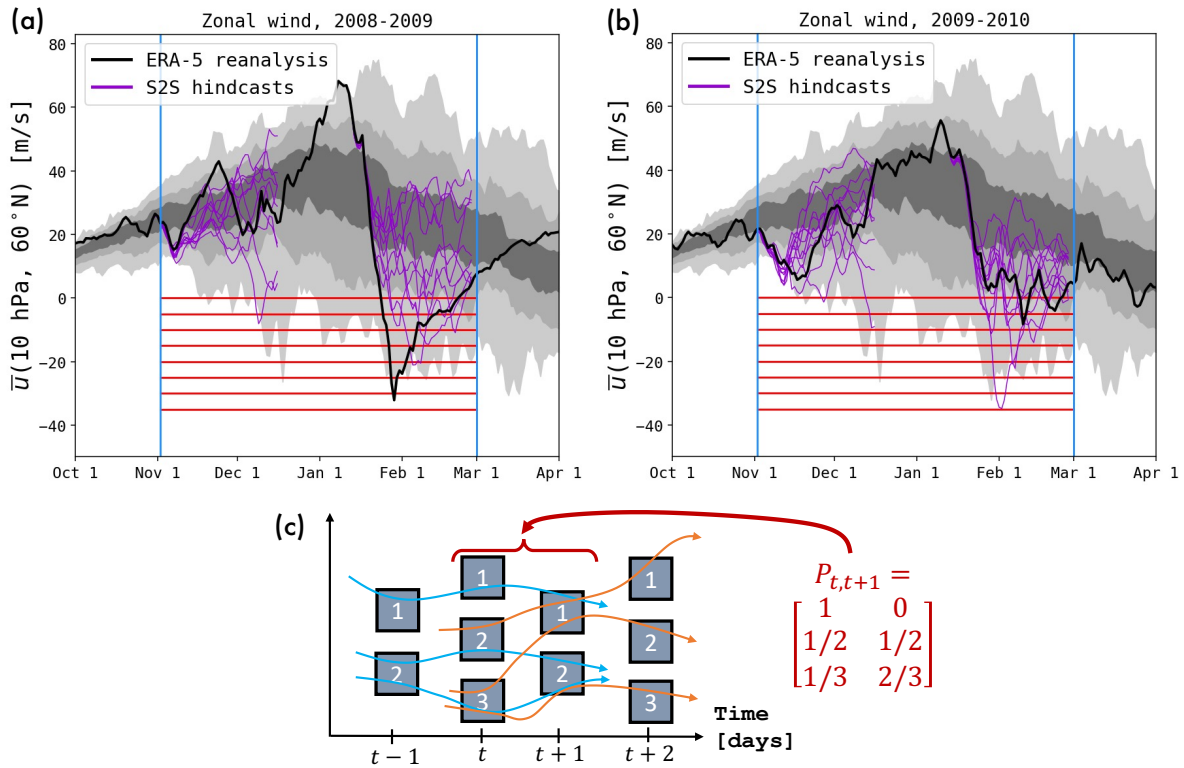 (a)
Zonal wind, 2008-2009
ERA-5 reanalysis
S2S hindcasts
u̅(10 hPa, 60°N) [m/s]
60
40
20
0
−20
−40
Oct 1 Nov 1 Dec 1 Jan 1 Feb 1 Mar 1 Apr 1
(b)
Zonal wind, 2009-2010
ERA-5 reanalysis
S2S hindcasts
u̅(10 hPa, 60°N) [m/s]
80
60
40
20
0
−20
−40
Oct 1 Nov 1 Dec 1 Jan 1 Feb 1 Mar 1 Apr 1
(c)
1 2
1 2 3
1 2
1 2 3
t − 1 t t + 1 t + 2
Time
[days]
P_{t,t+1} =
1 0
1/2 1/2
1/3 2/3